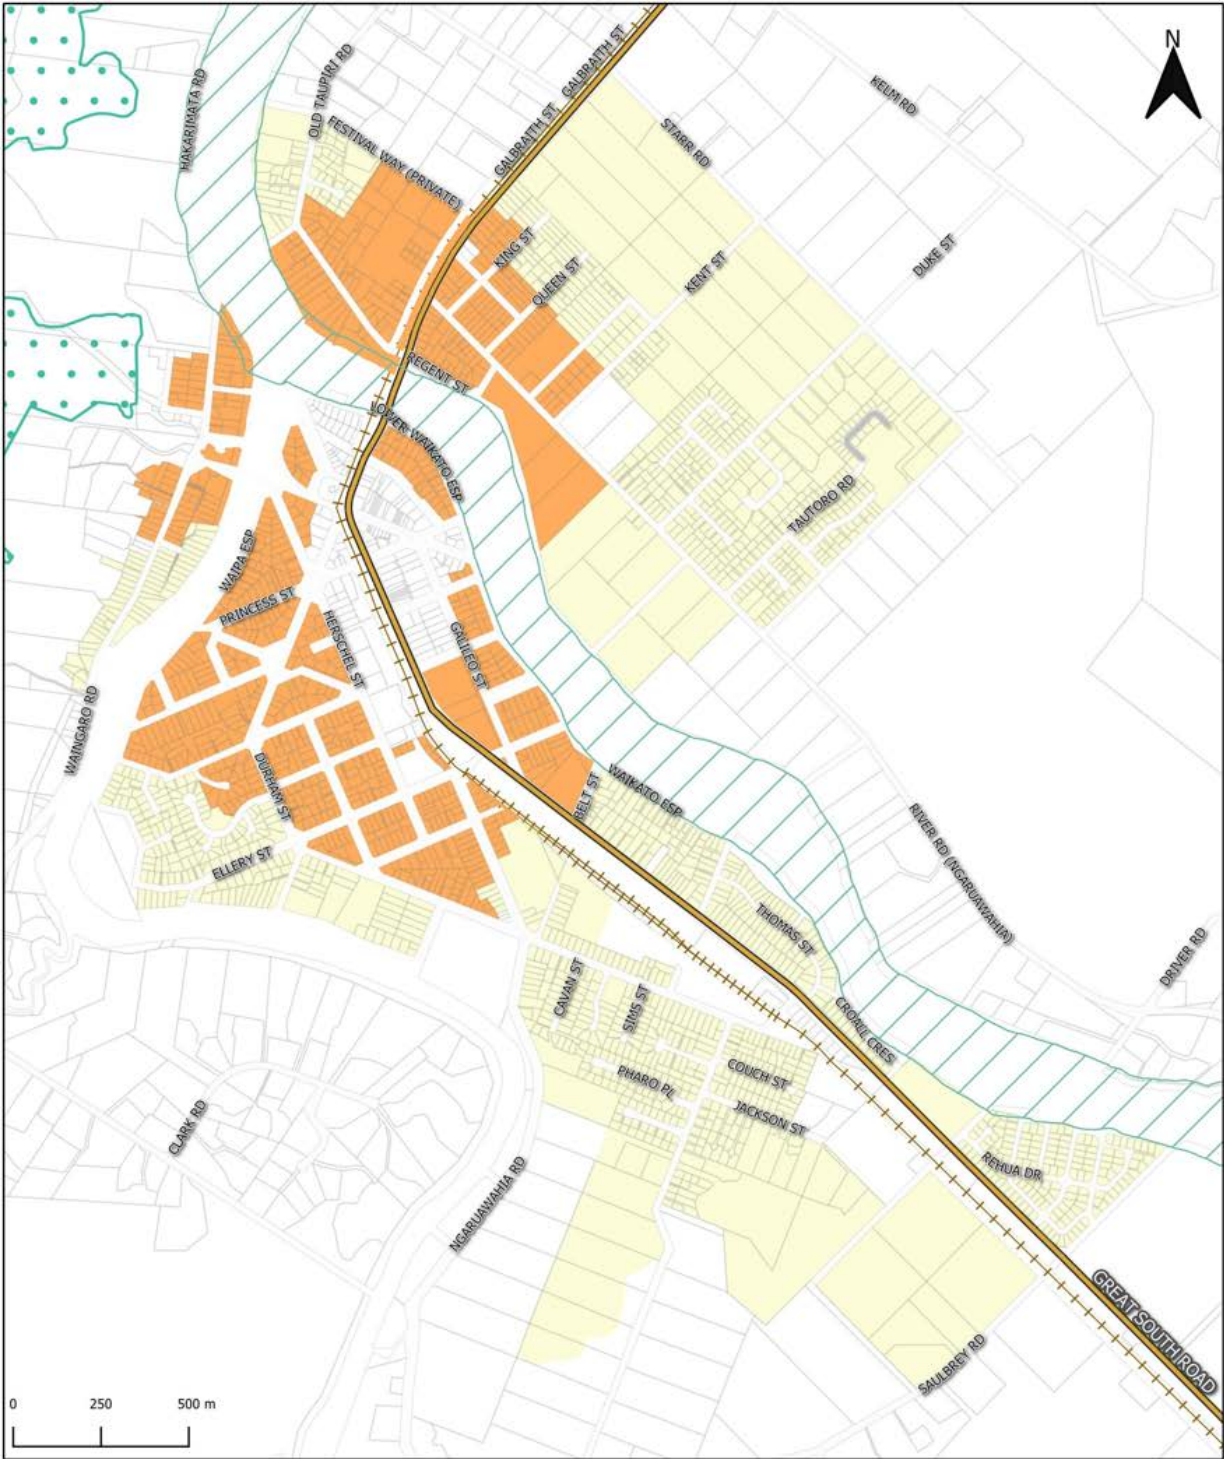 N
GALBRAITH ST
OLD TAUPIRI RD
HAKARIMATA RD
KELM RD
GALBRAITH ST
FESTIVAL WAY (PRIVATE)
STARR RD
KING ST
DUKE ST
QUEEN ST
KENT ST
REGENT ST
LOWER WAIKATO ESP
TAUTORO RD
WAIPA ESP
PRINCESS ST
HERSCHEL ST
GALILEO ST
WAINGARO RD
DURHAM ST
BELT ST
WAIKATO ESP
ELLERY ST
RIVER RD (NGARUAWAHIA)
THOMAS ST
DRIVER RD
CAVAN ST
SIMS ST
CROALL CRES
COUCH ST
PHARO PL
JACKSON ST
CLARK RD
REHUA DR
NGARUAWAHIA RD
GREAT SOUTH ROAD
SAULBREY RD
0 250 500 m